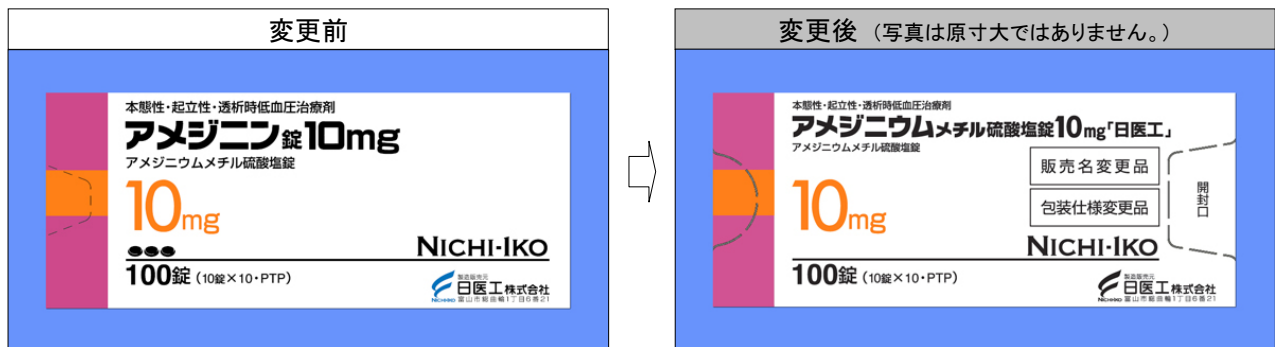 変更前
本態性・起立性・透析時低血圧治療剤
アメジニン錠10mg
アメジニウムメチル硫酸塩錠
10mg
NICHI-IKO
100錠(10錠×10・PTP)
製造販売元
日医工株式会社
NICHI-IKO 富山市総曲輪1丁目6番21
変更後(写真は原寸大ではありません。)
本態性・起立性・透析時低血圧治療剤
アメジニウムメチル硫酸塩錠10mg「日医工」
アメジニウムメチル硫酸塩錠
販売名変更品
包装仕様変更品
開封口
10mg
NICHI-IKO
100錠(10錠×10・PTP)
製造販売元
日医工株式会社
NICHI-IKO 富山市総曲輪1丁目6番21